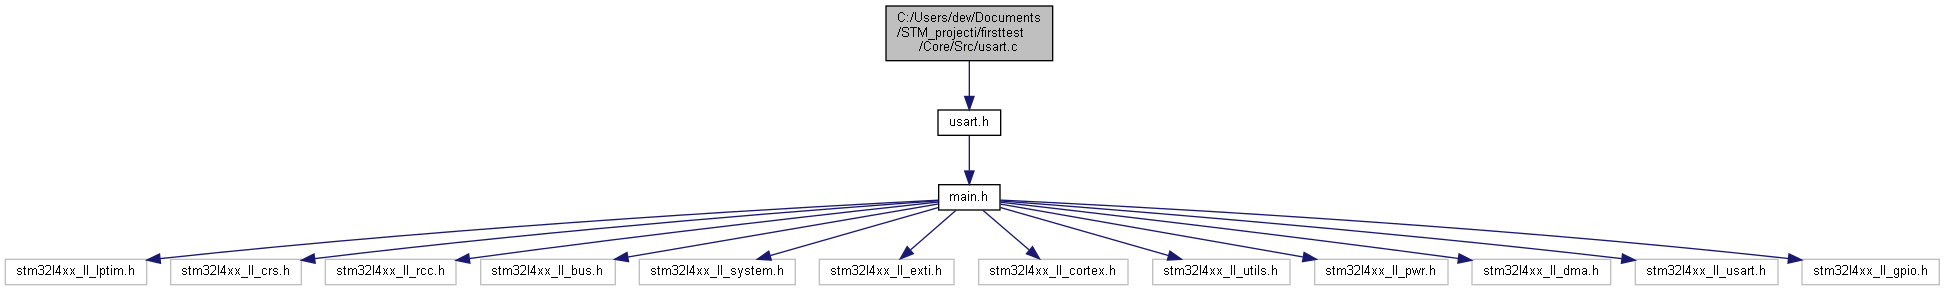 C:/Users/dev/Documents
/STM_projecti/firsttest
/Core/Src/usart.c
usart.h
main.h
stm32l4xx_ll_lptim.h
stm32l4xx_ll_crs.h
stm32l4xx_ll_rcc.h
stm32l4xx_ll_bus.h
stm32l4xx_ll_system.h
stm32l4xx_ll_exti.h
stm32l4xx_ll_cortex.h
stm32l4xx_ll_utils.h
stm32l4xx_ll_pwr.h
stm32l4xx_ll_dma.h
stm32l4xx_ll_usart.h
stm32l4xx_ll_gpio.h